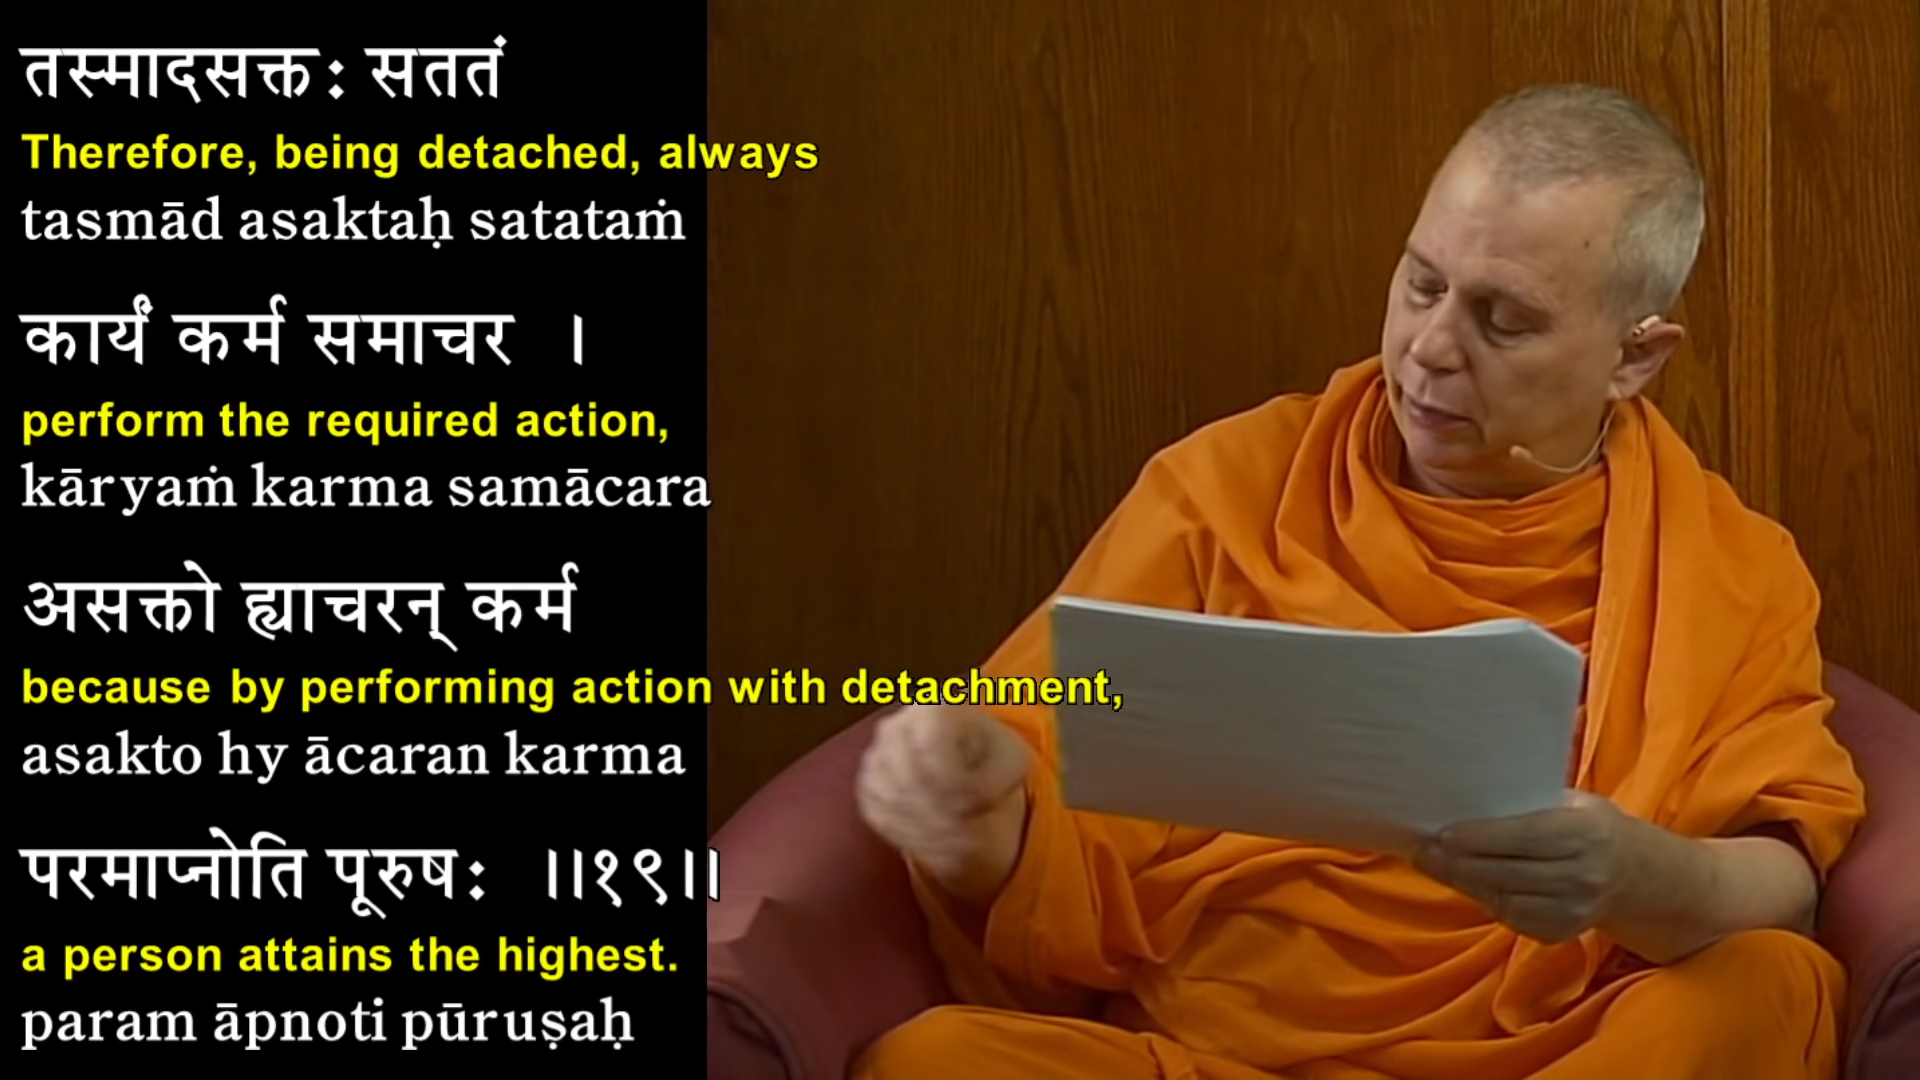 तस्मादसक्तः सततं
Therefore, being detached, always
tasmād asaktaḥ satataṁ
कार्यं कर्म समाचर ।
perform the required action,
kāryaṁ karma samācara
असक्तो ह्याचरन् कर्म
because by performing action with detachment,
asakto hy ācaran karma
परमाप्नोति पूरुषः ॥१९॥
a person attains the highest.
param āpnoti pūruṣaḥ